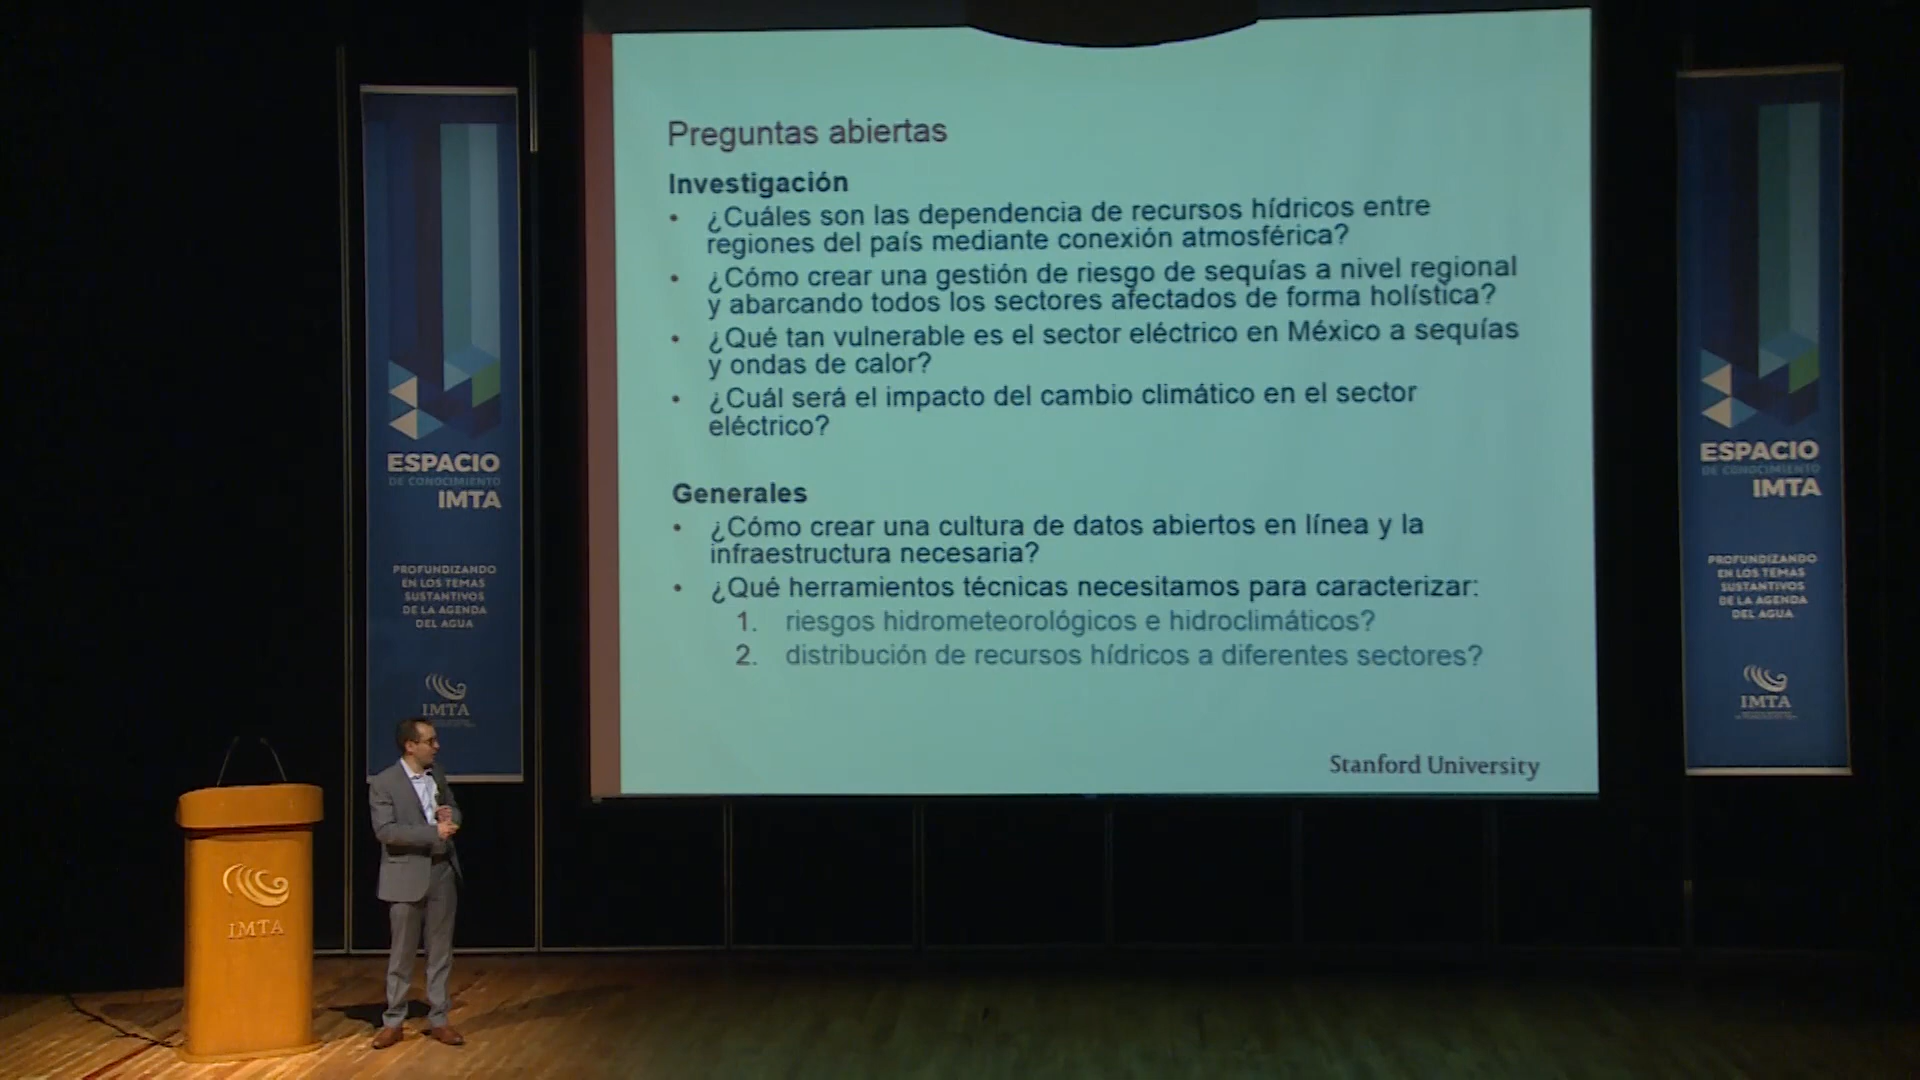 Preguntas abiertas
Investigación
• ¿Cuáles son las dependencia de recursos hídricos entre
regiones del país mediante conexión atmosférica?
• ¿Cómo crear una gestión de riesgo de sequías a nivel regional
y abarcando todos los sectores afectados de forma holística?
• ¿Qué tan vulnerable es el sector eléctrico en México a sequías
y ondas de calor?
• ¿Cuál será el impacto del cambio climático en el sector
eléctrico?
Generales
• ¿Cómo crear una cultura de datos abiertos en línea y la
infraestructura necesaria?
• ¿Qué herramientos técnicas necesitamos para caracterizar:
1. riesgos hidrometeorológicos e hidroclimáticos?
2. distribución de recursos hídricos a diferentes sectores?
Stanford University
ESPACIO
DE CONOCIMIENTO
IMTA
PROFUNDIZANDO
EN LOS TEMAS
SUSTANTIVOS
DE LA AGENDA
DEL AGUA
IMTA
ESPACIO
DE CONOCIMIENTO
IMTA
PROFUNDIZANDO
EN LOS TEMAS
SUSTANTIVOS
DE LA AGENDA
DEL AGUA
IMTA
IMTA